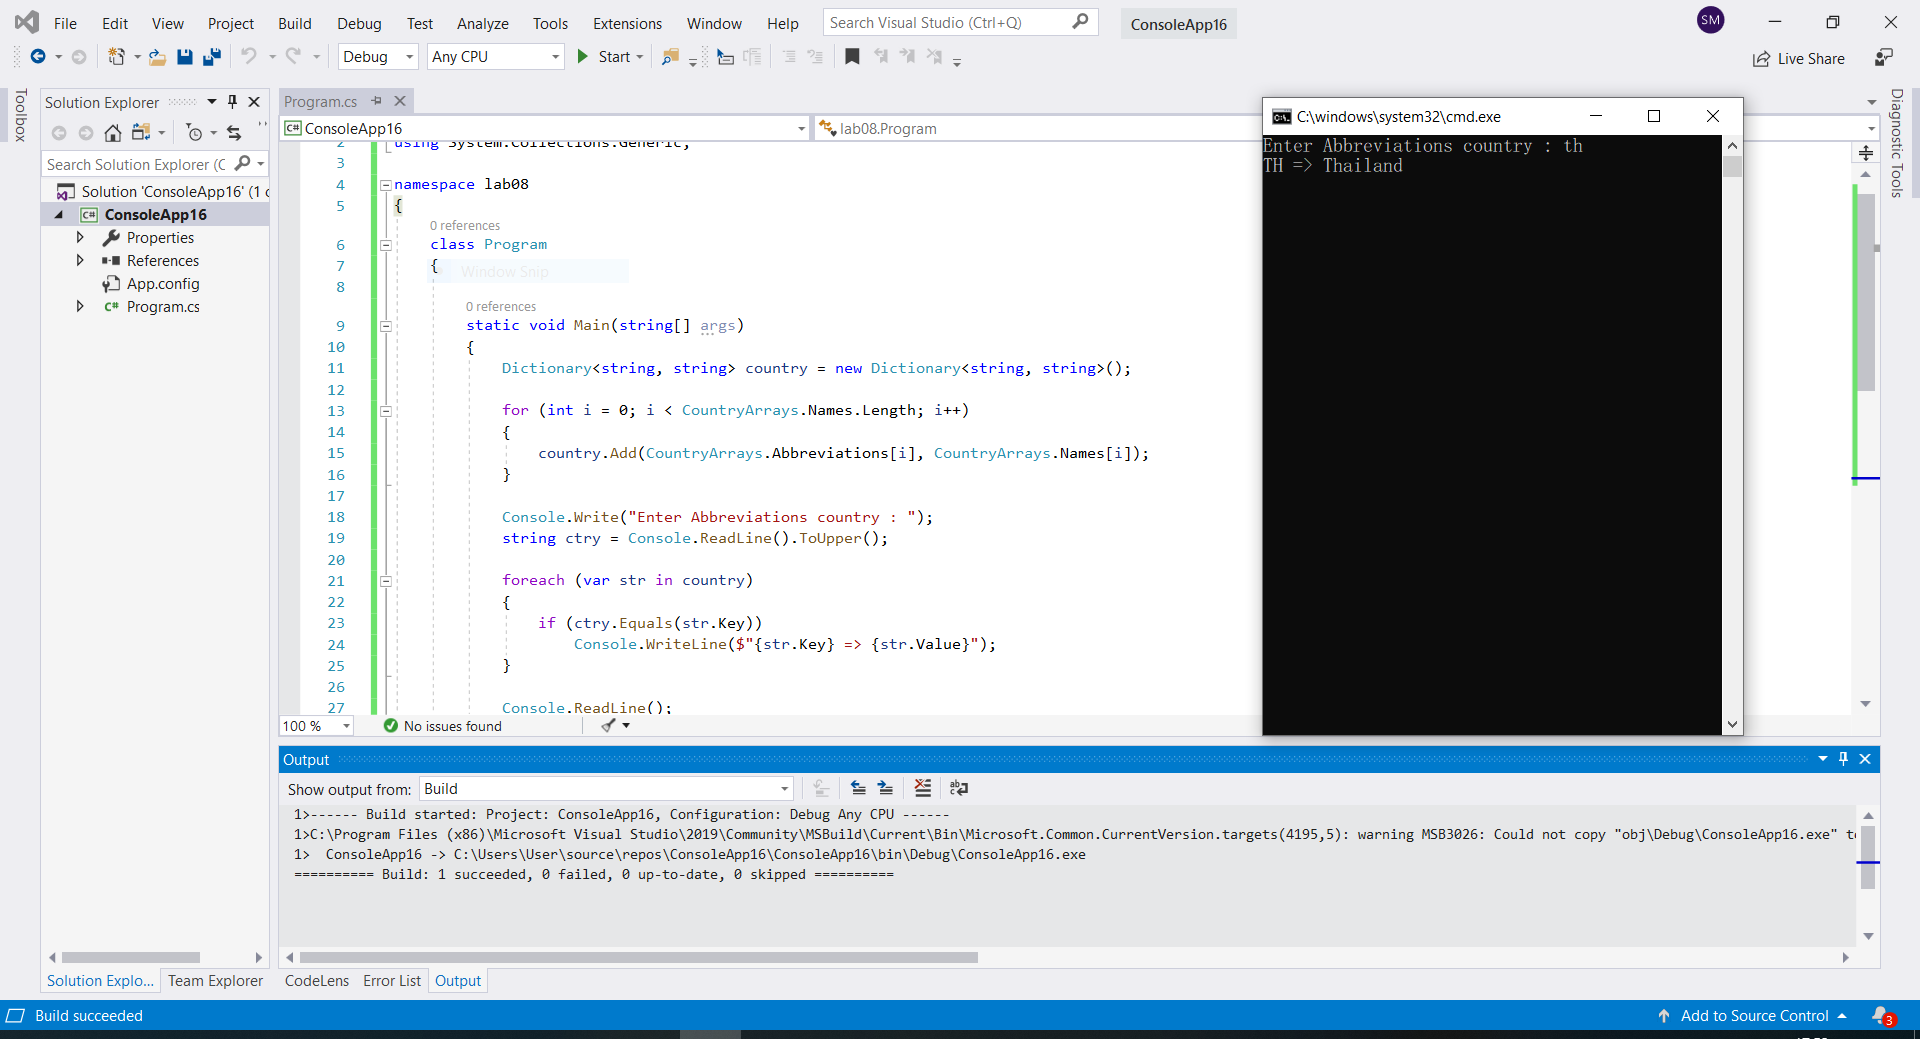 File Edit View Project Build Debug Test Analyze Tools Extensions Window Help Search Visual Studio (Ctrl+Q) ConsoleApp16 SM
Debug Any CPU Start Live Share
Toolbox
Solution Explorer
Search Solution Explorer (C
Solution 'ConsoleApp16' (1 c
C# ConsoleApp16
Properties
References
App.config
C# Program.cs
Program.cs
C# ConsoleApp16 lab08.Program
2 using System.Collections.Generic;
3
4 namespace lab08
5 {
0 references
6 class Program
7 {
Window Snip
8
0 references
9 static void Main(string[] args)
10 {
11 Dictionary<string, string> country = new Dictionary<string, string>();
12
13 for (int i = 0; i < CountryArrays.Names.Length; i++)
14 {
15 country.Add(CountryArrays.Abbreviations[i], CountryArrays.Names[i]);
16 }
17
18 Console.Write("Enter Abbreviations country : ");
19 string ctry = Console.ReadLine().ToUpper();
20
21 foreach (var str in country)
22 {
23 if (ctry.Equals(str.Key))
24 Console.WriteLine($"{str.Key} => {str.Value}");
25 }
26
27 Console.ReadLine();
100 % No issues found
C:\windows\system32\cmd.exe
Enter Abbreviations country : th
TH => Thailand
Diagnostic Tools
Output
Show output from: Build
1>------ Build started: Project: ConsoleApp16, Configuration: Debug Any CPU ------
1>C:\Program Files (x86)\Microsoft Visual Studio\2019\Community\MSBuild\Current\Bin\Microsoft.Common.CurrentVersion.targets(4195,5): warning MSB3026: Could not copy "obj\Debug\ConsoleApp16.exe" to
1>  ConsoleApp16 -> C:\Users\User\source\repos\ConsoleApp16\ConsoleApp16\bin\Debug\ConsoleApp16.exe
========== Build: 1 succeeded, 0 failed, 0 up-to-date, 0 skipped ==========
Solution Explo... Team Explorer CodeLens Error List Output
Build succeeded Add to Source Control 3